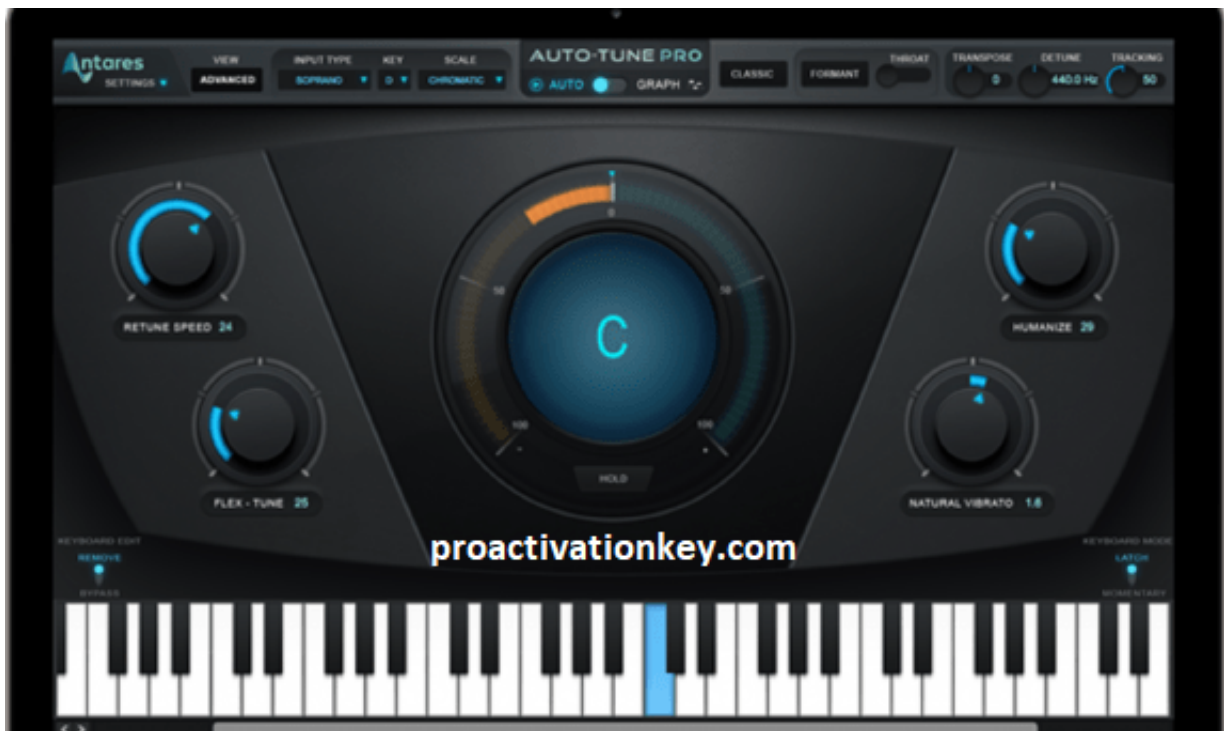 Antares
SETTINGS
VIEW
ADVANCED
INPUT TYPE KEY SCALE
SOPRANO D CHROMATIC
AUTO-TUNE PRO
AUTO GRAPH
CLASSIC
FORMANT
THROAT
TRANSPOSE DETUNE TRACKING
0 440.0 Hz 50
0
50 50
C
100 100
- +
HOLD
RETUNE SPEED 24
HUMANIZE 29
FLEX - TUNE 25
NATURAL VIBRATO 1.6
proactivationkey.com
KEYBOARD EDIT
REMOVE
BYPASS
KEYBOARD MODE
LATCH
MOMENTARY